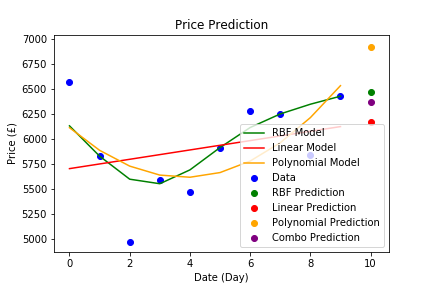 Price Prediction
Price (£)
7000
6750
6500
6250
6000
5750
5500
5250
5000
RBF Model
Linear Model
Polynomial Model
Data
RBF Prediction
Linear Prediction
Polynomial Prediction
Combo Prediction
0 2 4 6 8 10
Date (Day)